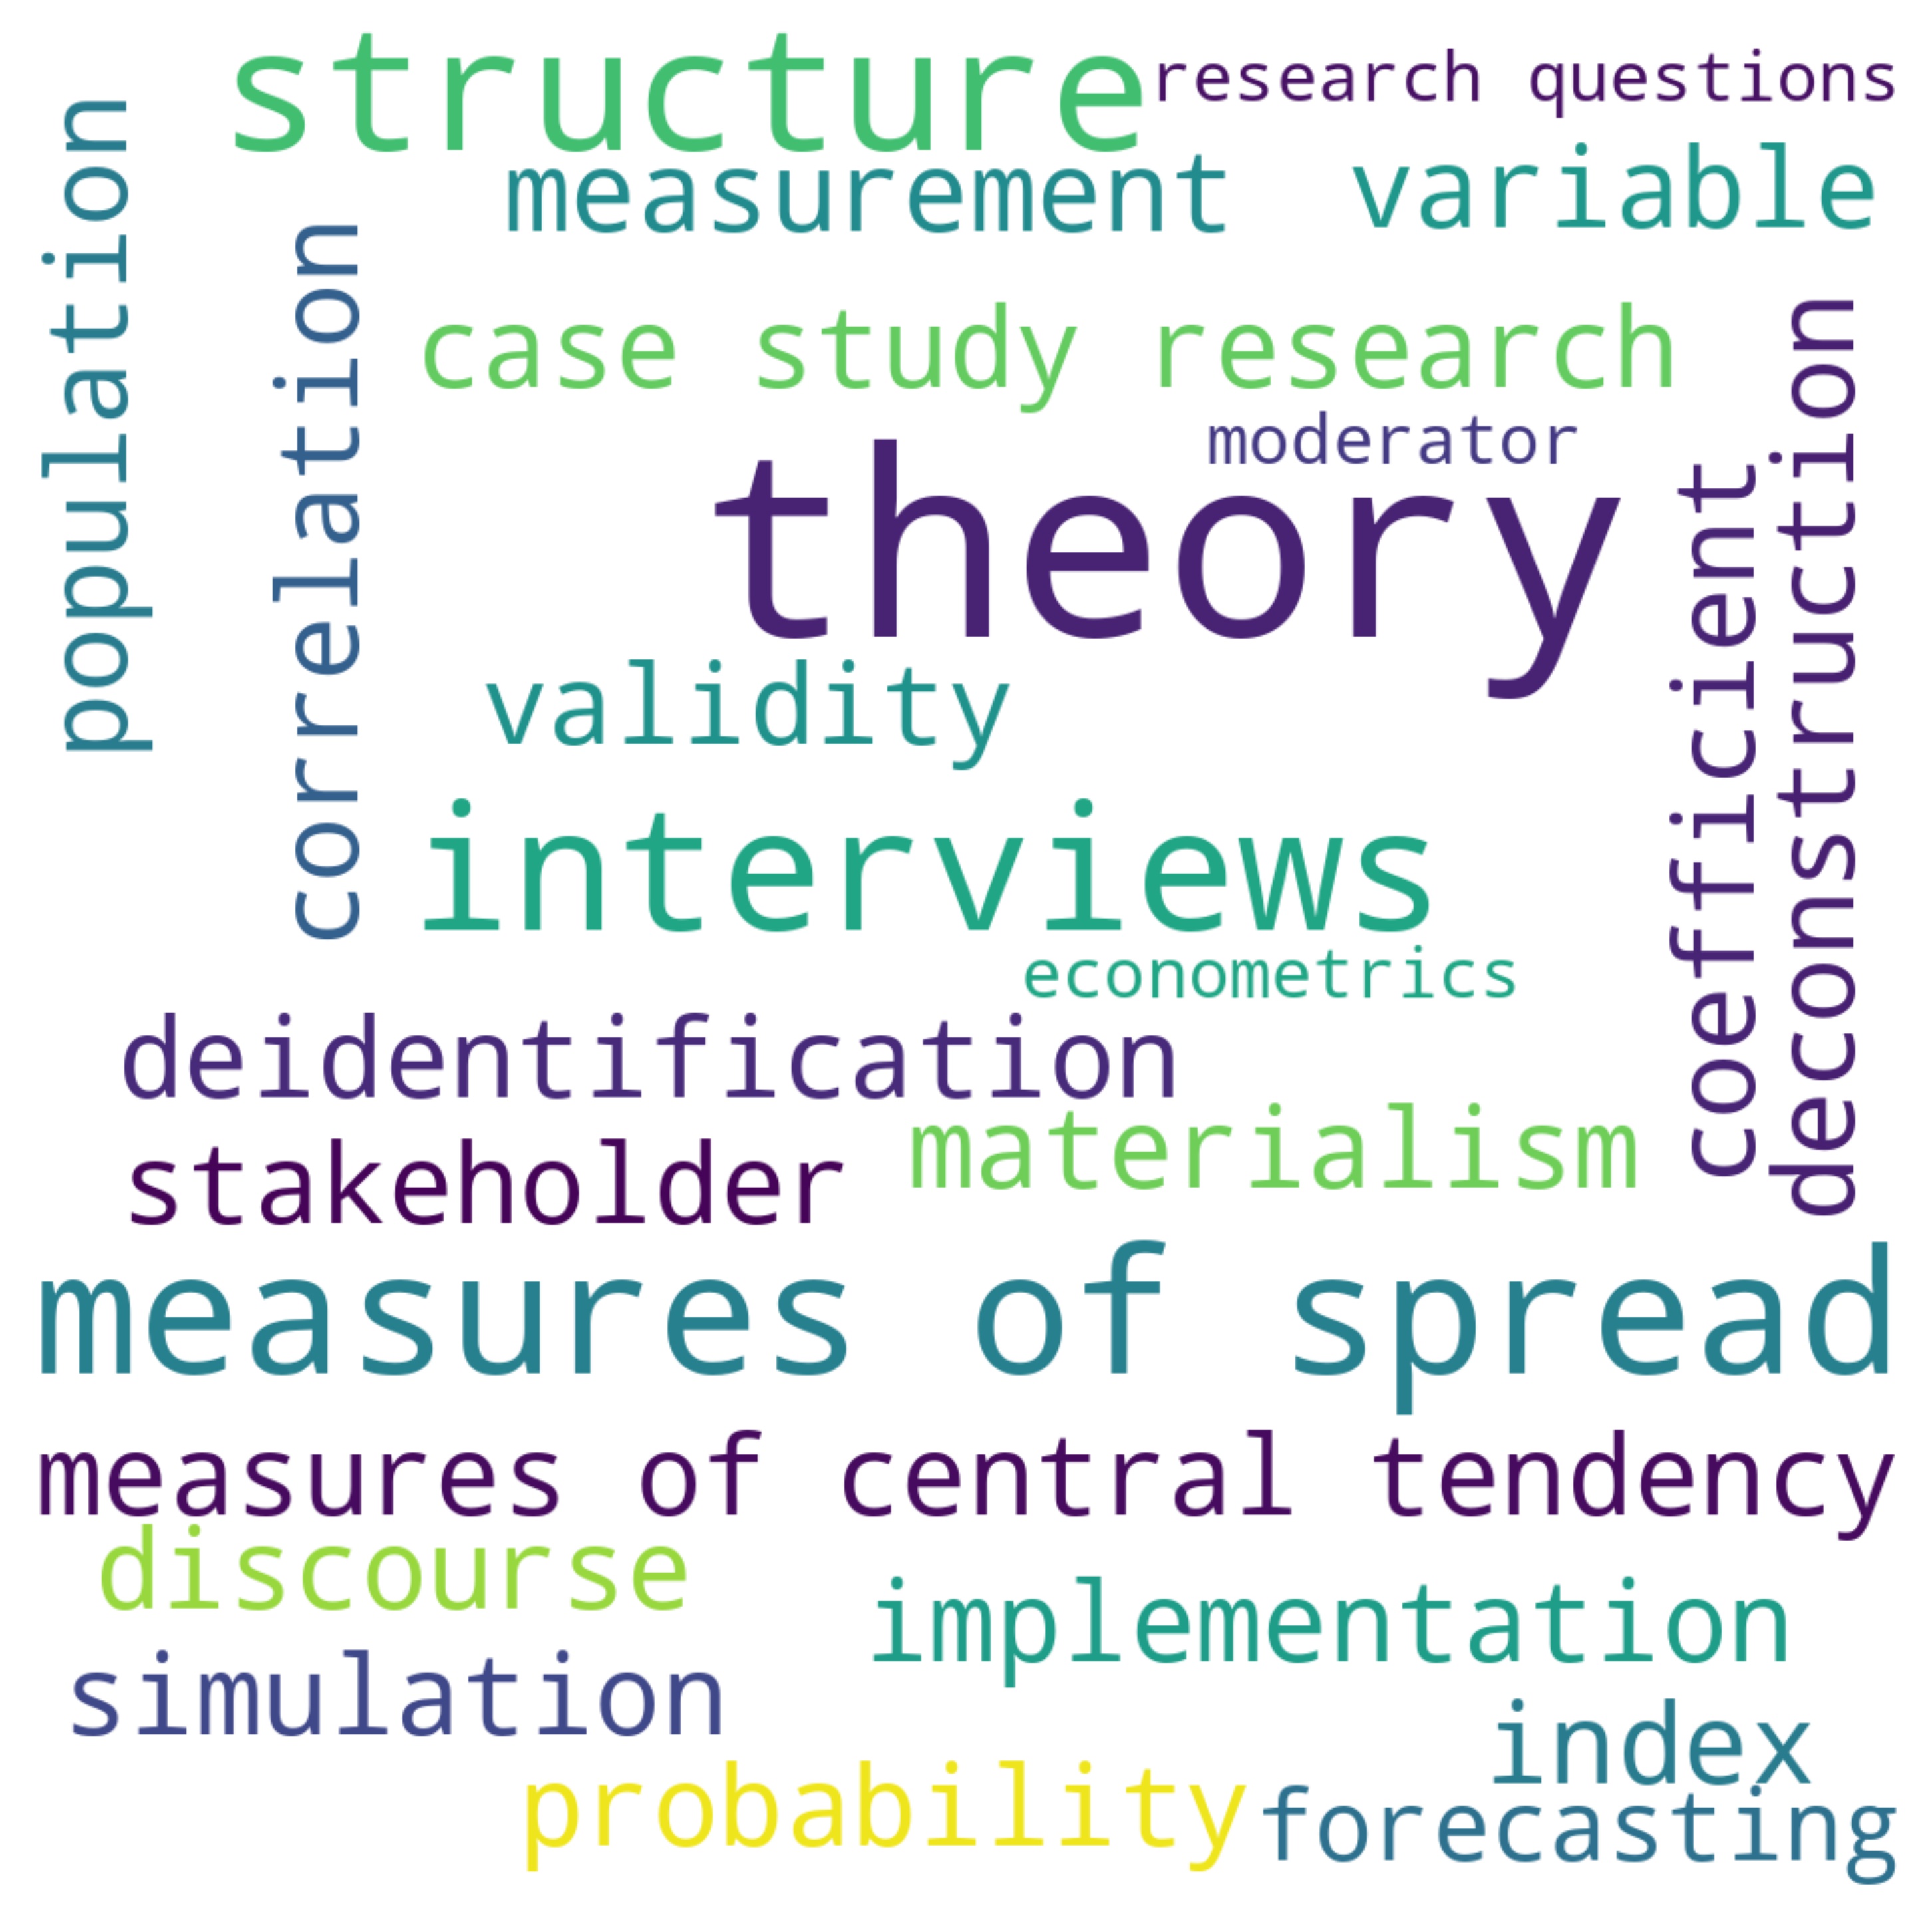 structure
research questions
population
measurement
variable
correlation
case study research
deconstruction
moderator
theory
coefficient
validity
interviews
econometrics
deidentification
materialism
stakeholder
measures of spread
measures of central tendency
discourse
implementation
simulation
index
probability
forecasting